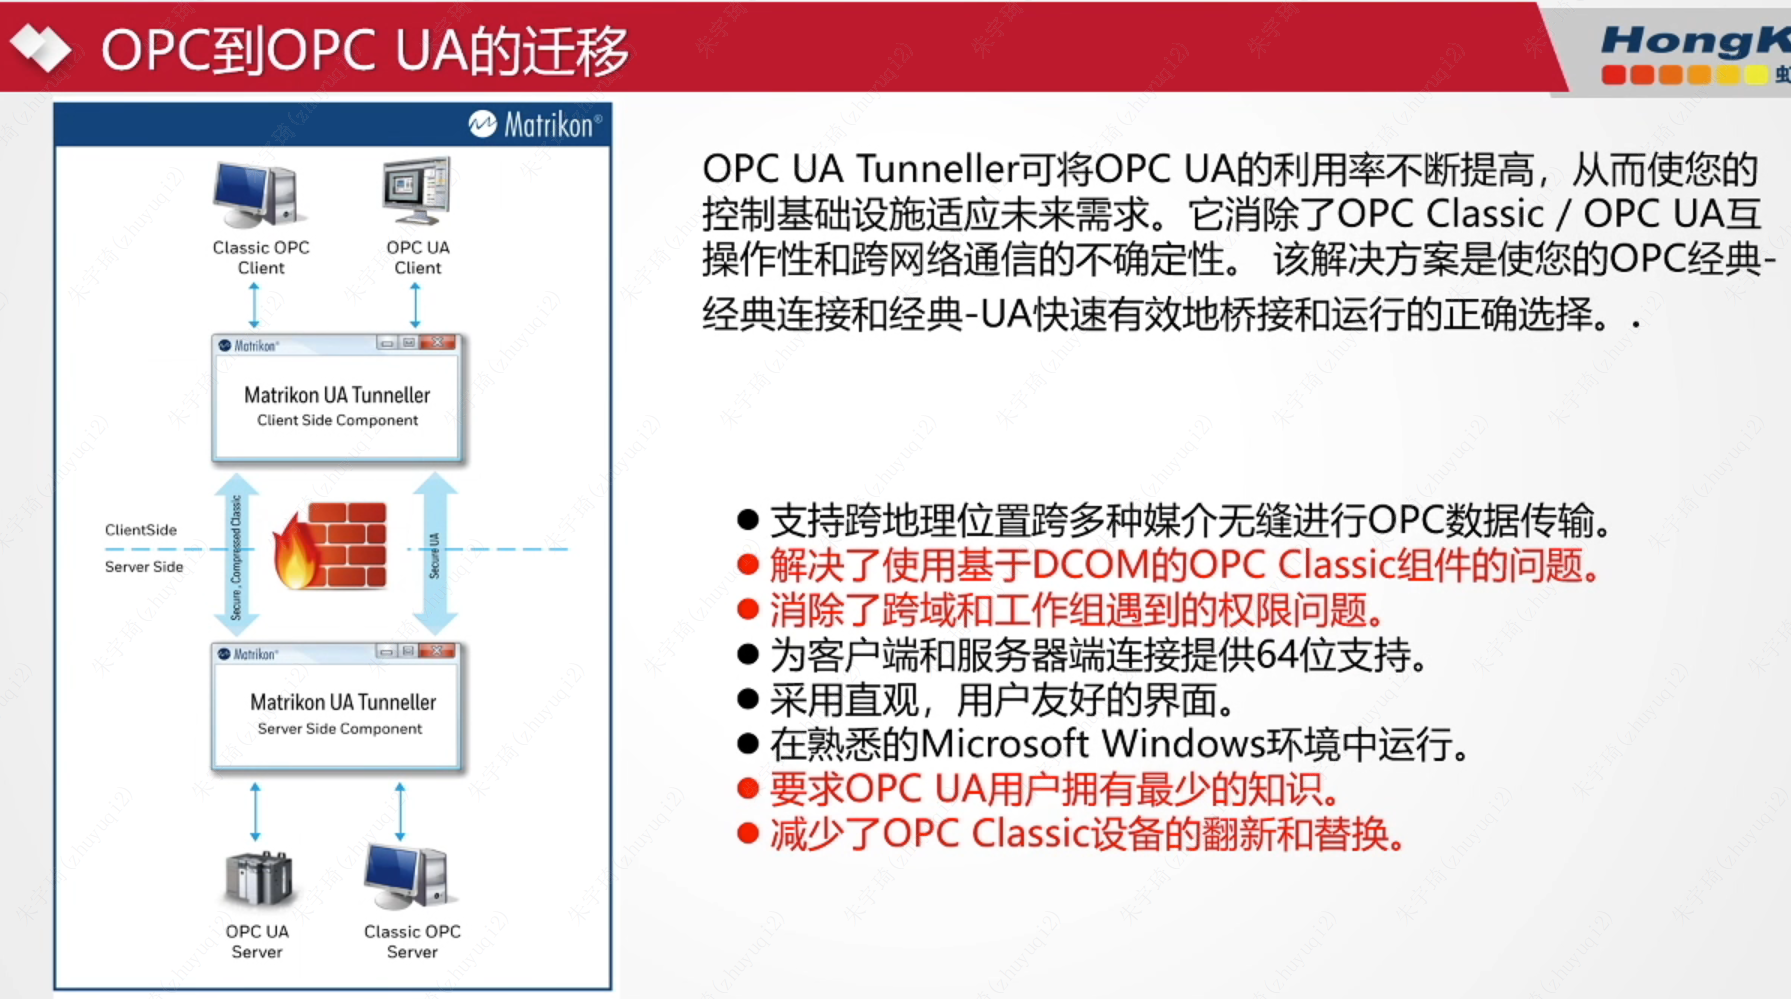 OPC到OPC UA的迁移
HongK
虹
Matrikon®
Classic OPC
Client
OPC UA
Client
Matrikon®
Matrikon UA Tunneller
Client Side Component
ClientSide
Server Side
Secure, Compressed Classic
Secure UA
Matrikon®
Matrikon UA Tunneller
Server Side Component
OPC UA
Server
Classic OPC
Server
OPC UA Tunneller可将OPC UA的利用率不断提高，从而使您的
控制基础设施适应未来需求。它消除了OPC Classic / OPC UA互
操作性和跨网络通信的不确定性。 该解决方案是使您的OPC经典-
经典连接和经典-UA快速有效地桥接和运行的正确选择。.
● 支持跨地理位置跨多种媒介无缝进行OPC数据传输。
● 解决了使用基于DCOM的OPC Classic组件的问题。
● 消除了跨域和工作组遇到的权限问题。
● 为客户端和服务器端连接提供64位支持。
● 采用直观，用户友好的界面。
● 在熟悉的Microsoft Windows环境中运行。
● 要求OPC UA用户拥有最少的知识。
● 减少了OPC Classic设备的翻新和替换。
朱宇琦(zhuyuqi2)